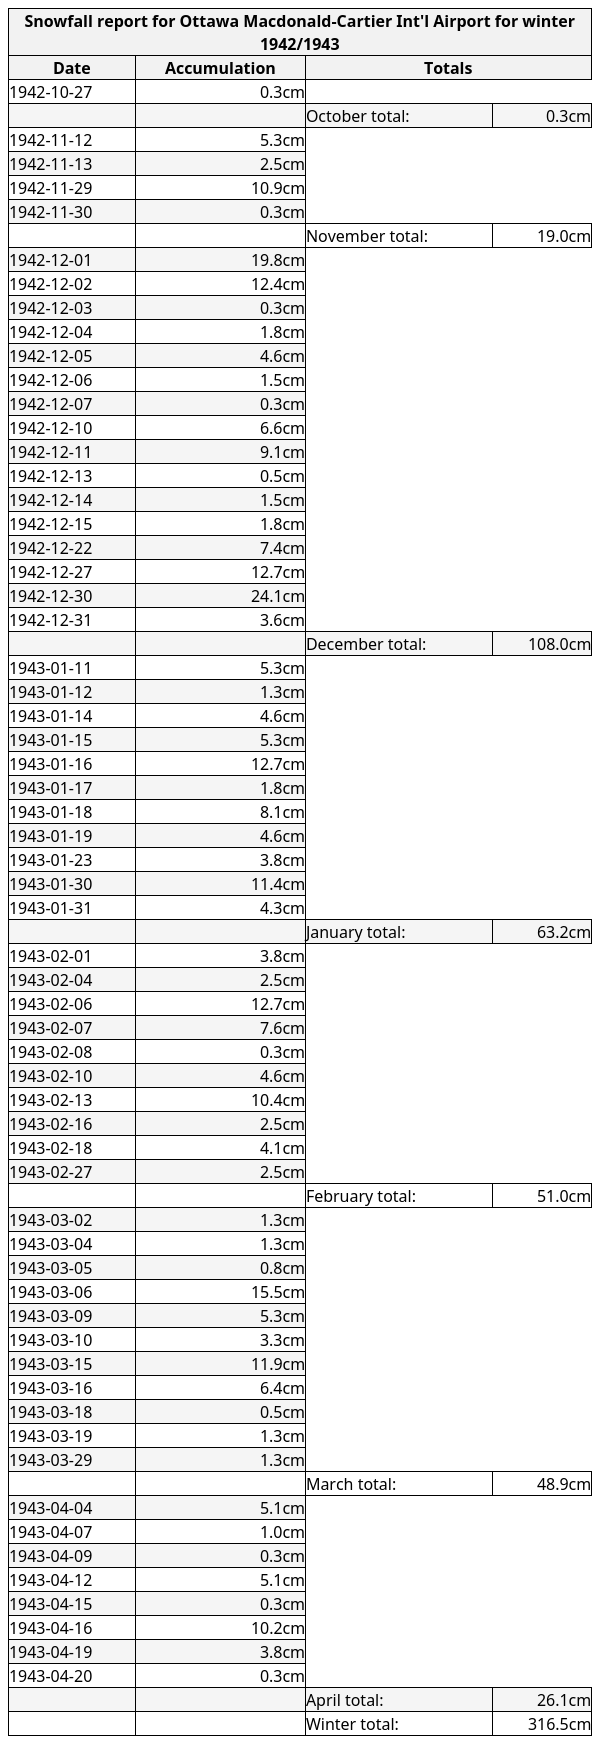 Snowfall report for Ottawa Macdonald-Cartier Int'l Airport for winter
1942/1943
Date Accumulation Totals
1942-10-27 0.3cm
October total: 0.3cm
1942-11-12 5.3cm
1942-11-13 2.5cm
1942-11-29 10.9cm
1942-11-30 0.3cm
November total: 19.0cm
1942-12-01 19.8cm
1942-12-02 12.4cm
1942-12-03 0.3cm
1942-12-04 1.8cm
1942-12-05 4.6cm
1942-12-06 1.5cm
1942-12-07 0.3cm
1942-12-10 6.6cm
1942-12-11 9.1cm
1942-12-13 0.5cm
1942-12-14 1.5cm
1942-12-15 1.8cm
1942-12-22 7.4cm
1942-12-27 12.7cm
1942-12-30 24.1cm
1942-12-31 3.6cm
December total: 108.0cm
1943-01-11 5.3cm
1943-01-12 1.3cm
1943-01-14 4.6cm
1943-01-15 5.3cm
1943-01-16 12.7cm
1943-01-17 1.8cm
1943-01-18 8.1cm
1943-01-19 4.6cm
1943-01-23 3.8cm
1943-01-30 11.4cm
1943-01-31 4.3cm
January total: 63.2cm
1943-02-01 3.8cm
1943-02-04 2.5cm
1943-02-06 12.7cm
1943-02-07 7.6cm
1943-02-08 0.3cm
1943-02-10 4.6cm
1943-02-13 10.4cm
1943-02-16 2.5cm
1943-02-18 4.1cm
1943-02-27 2.5cm
February total: 51.0cm
1943-03-02 1.3cm
1943-03-04 1.3cm
1943-03-05 0.8cm
1943-03-06 15.5cm
1943-03-09 5.3cm
1943-03-10 3.3cm
1943-03-15 11.9cm
1943-03-16 6.4cm
1943-03-18 0.5cm
1943-03-19 1.3cm
1943-03-29 1.3cm
March total: 48.9cm
1943-04-04 5.1cm
1943-04-07 1.0cm
1943-04-09 0.3cm
1943-04-12 5.1cm
1943-04-15 0.3cm
1943-04-16 10.2cm
1943-04-19 3.8cm
1943-04-20 0.3cm
April total: 26.1cm
Winter total: 316.5cm